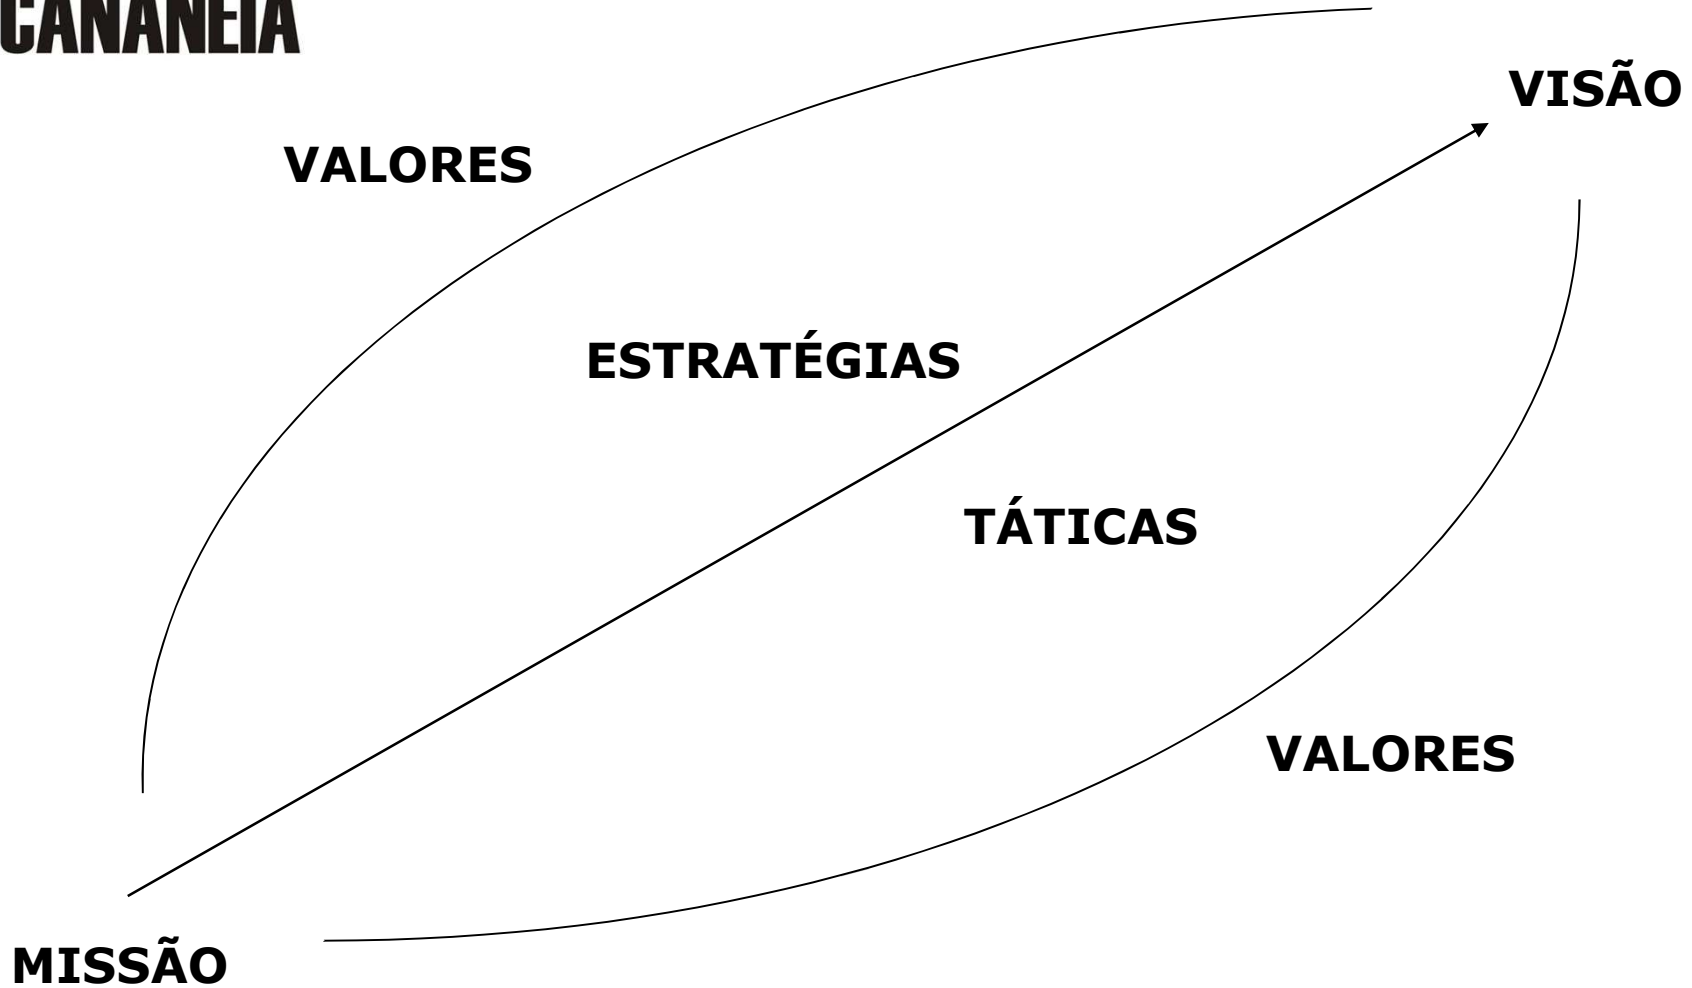 CANANEIA
VISÃO
VALORES
ESTRATÉGIAS
TÁTICAS
VALORES
MISSÃO